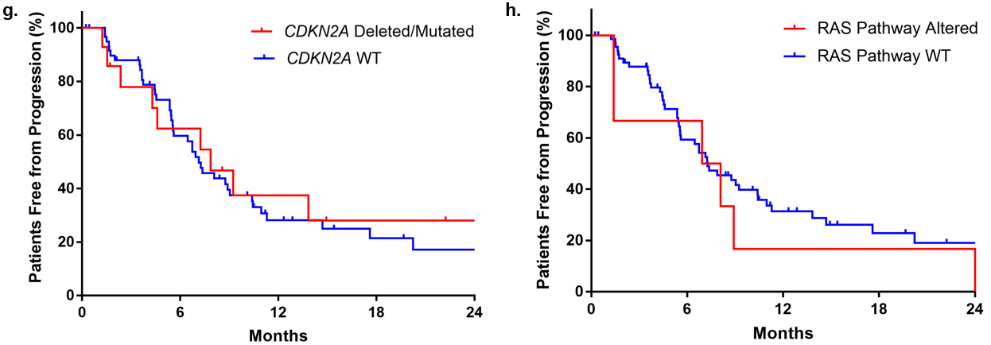 g.
Patients Free from Progression (%)
100
80
60
40
20
0
0 6 12 18 24
Months
CDKN2A Deleted/Mutated
CDKN2A WT
h.
Patients Free from Progression (%)
100
80
60
40
20
0
0 6 12 18 24
Months
RAS Pathway Altered
RAS Pathway WT